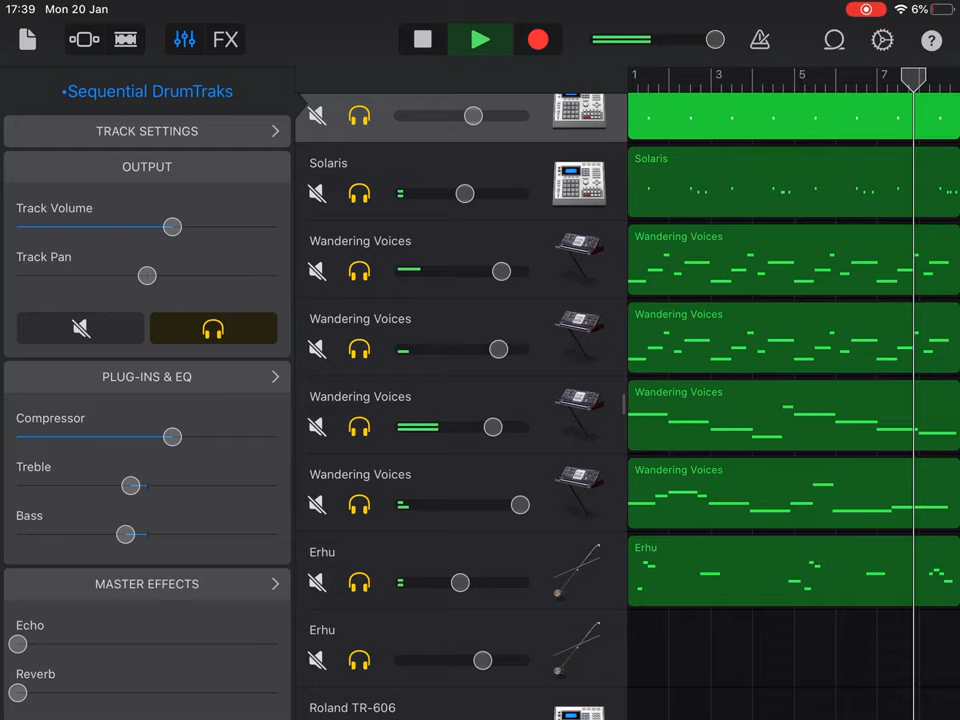 17:39 Mon 20 Jan
6%
FX
?
•Sequential DrumTraks
TRACK SETTINGS
OUTPUT
Track Volume
Track Pan
PLUG-INS & EQ
Compressor
Treble
Bass
MASTER EFFECTS
Echo
Reverb
Solaris
Wandering Voices
Wandering Voices
Wandering Voices
Wandering Voices
Erhu
Erhu
Roland TR-606
1 3 5 7
Solaris
Wandering Voices
Wandering Voices
Wandering Voices
Wandering Voices
Erhu